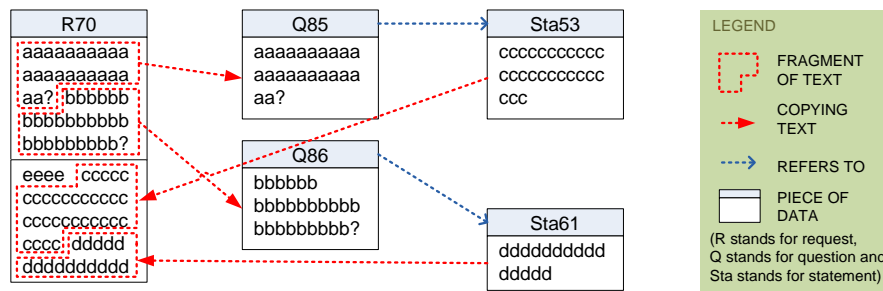 R70
aaaaaaaaaa
aaaaaaaaaa
aa? bbbbbb
bbbbbbbbbb
bbbbbbbbb?
eeee ccccc
ccccccccccc
ccccccccccc
cccc ddddd
dddddddddd
Q85
aaaaaaaaaa
aaaaaaaaaa
aa?
Sta53
ccccccccccc
ccccccccccc
ccc
Q86
bbbbbb
bbbbbbbbbb
bbbbbbbbb?
Sta61
dddddddddd
ddddd
LEGEND
FRAGMENT
OF TEXT
COPYING
TEXT
REFERS TO
PIECE OF
DATA
(R stands for request,
Q stands for question and
Sta stands for statement)